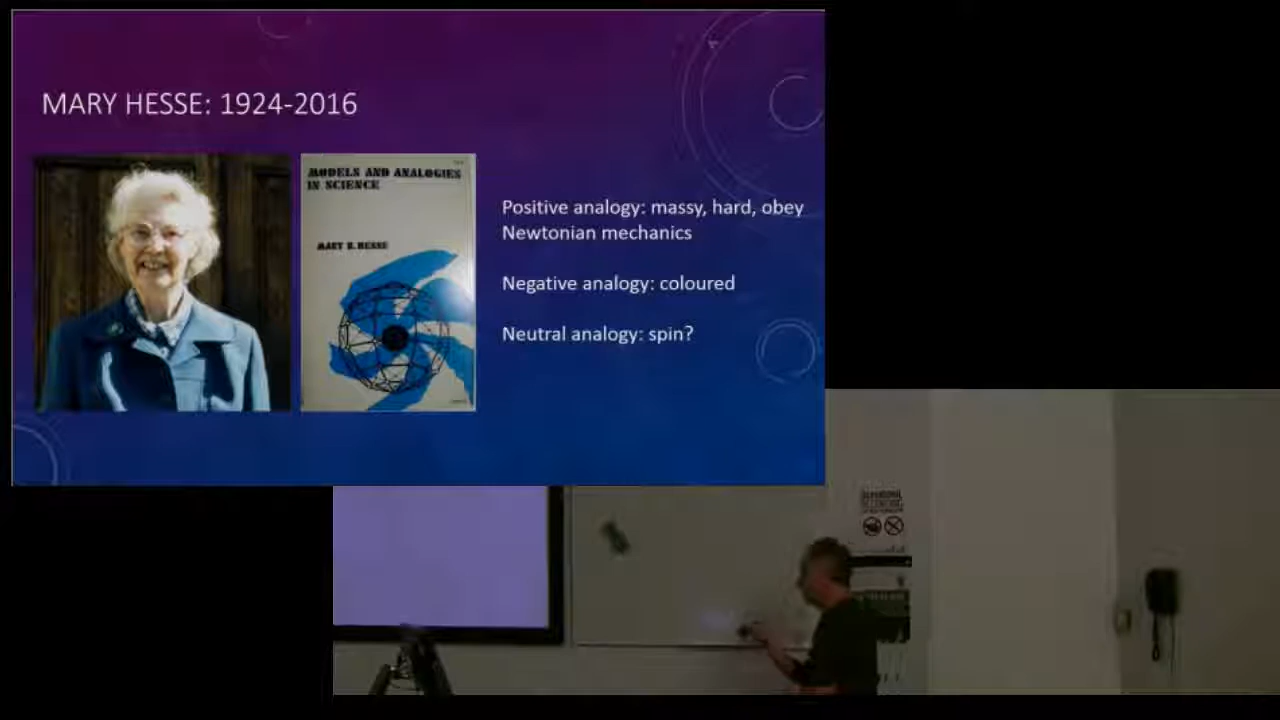 MARY HESSE: 1924-2016
MODELS AND ANALOGIES
IN SCIENCE
MARY B. HESSE
Positive analogy: massy, hard, obey
Newtonian mechanics
Negative analogy: coloured
Neutral analogy: spin?